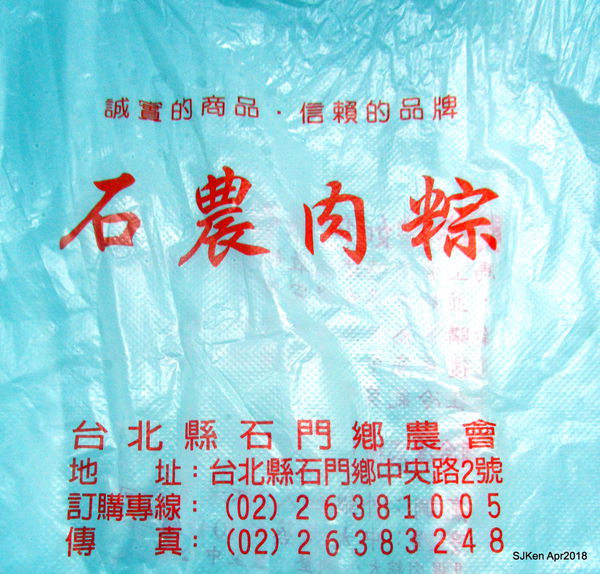 誠實的商品．信賴的品牌
石農肉粽
台北縣石門鄉農會
地　　址：台北縣石門鄉中央路2號
訂購專線：(02)26381005
傳　　真：(02)26383248
SJKen Apr2018